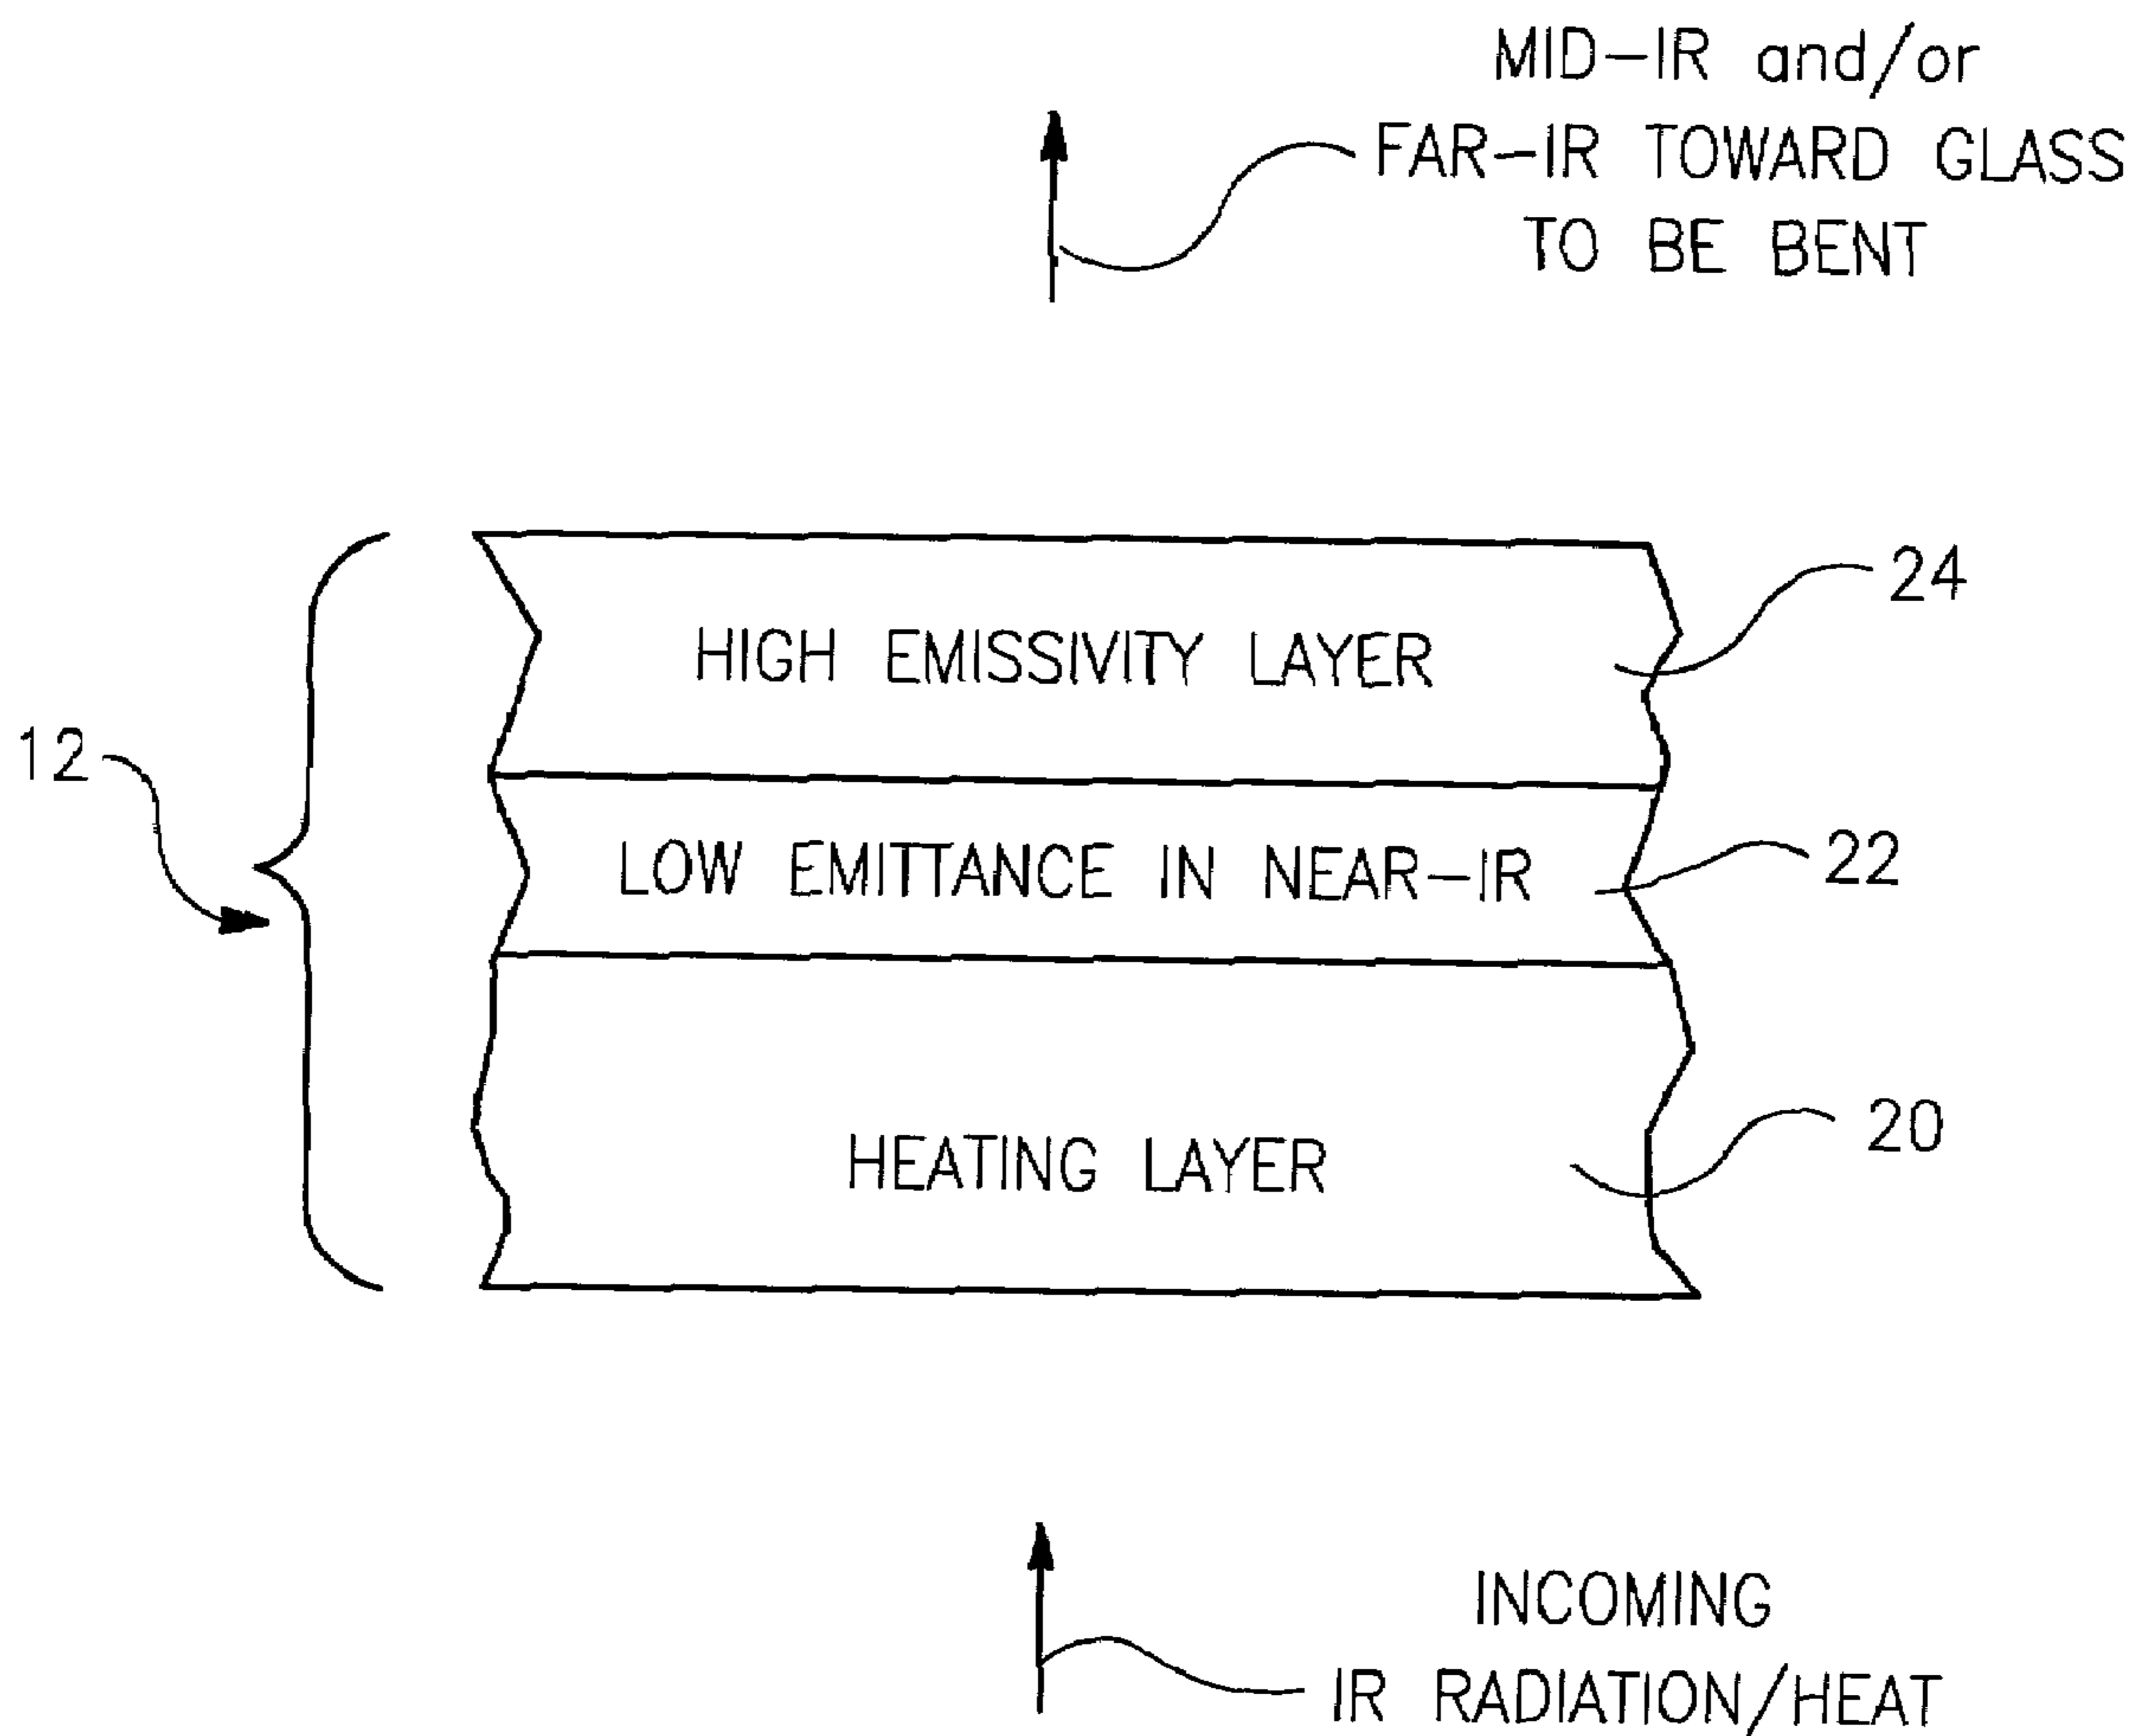 MID-IR and/or
FAR-IR TOWARD GLASS
TO BE BENT
24
HIGH EMISSIVITY LAYER
12
LOW EMITTANCE IN NEAR-IR
22
20
HEATING LAYER
INCOMING
IR RADIATION/HEAT